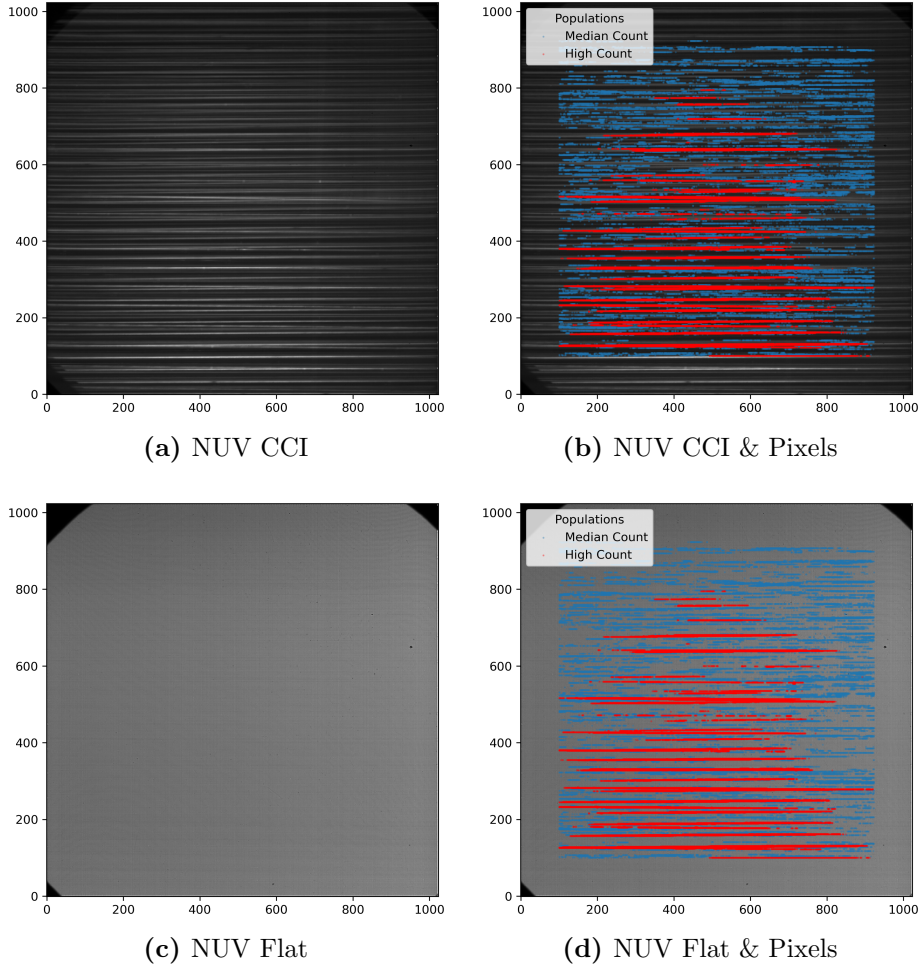 1000
800
600
400
200
0
0 200 400 600 800 1000
(a) NUV CCI
1000
800
600
400
200
0
0 200 400 600 800 1000
Populations
Median Count
High Count
(b) NUV CCI & Pixels
1000
800
600
400
200
0
0 200 400 600 800 1000
(c) NUV Flat
1000
800
600
400
200
0
0 200 400 600 800 1000
Populations
Median Count
High Count
(d) NUV Flat & Pixels